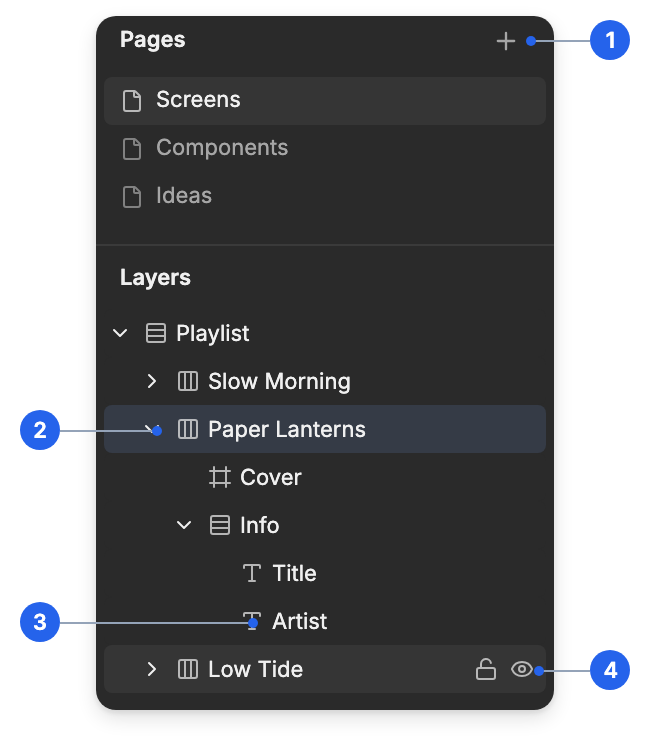 Pages
1
Screens
Components
Ideas
Layers
Playlist
Slow Morning
2
Paper Lanterns
Cover
Info
Title
3
Artist
Low Tide
4